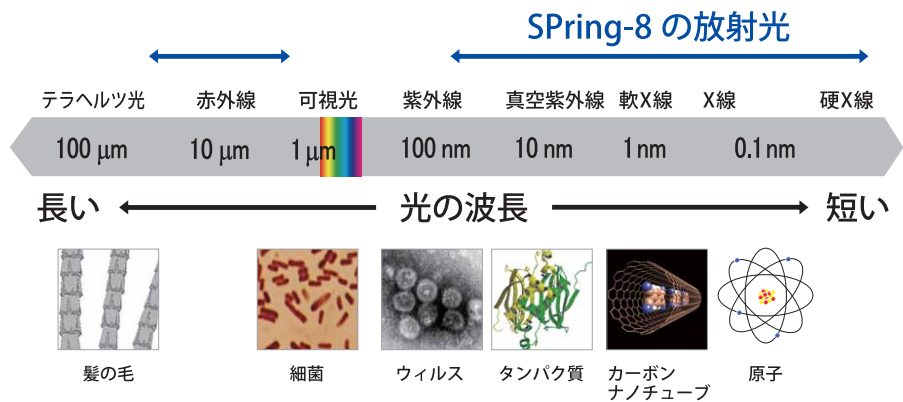 SPring-8 の放射光
テラヘルツ光 赤外線 可視光 紫外線 真空紫外線 軟X線 X線 硬X線
100 μm 10 μm 1 μm 100 nm 10 nm 1 nm 0.1 nm
長い 光の波長 短い
髪の毛 細菌 ウィルス タンパク質 カーボン 原子
ナノチューブ